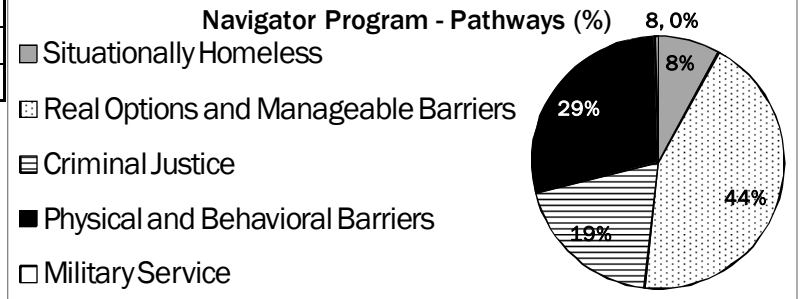 Navigator Program - Pathways (%)
8, 0%
Situationally Homeless
8%
Real Options and Manageable Barriers
29%
Criminal Justice
44%
Physical and Behavioral Barriers
19%
Military Service